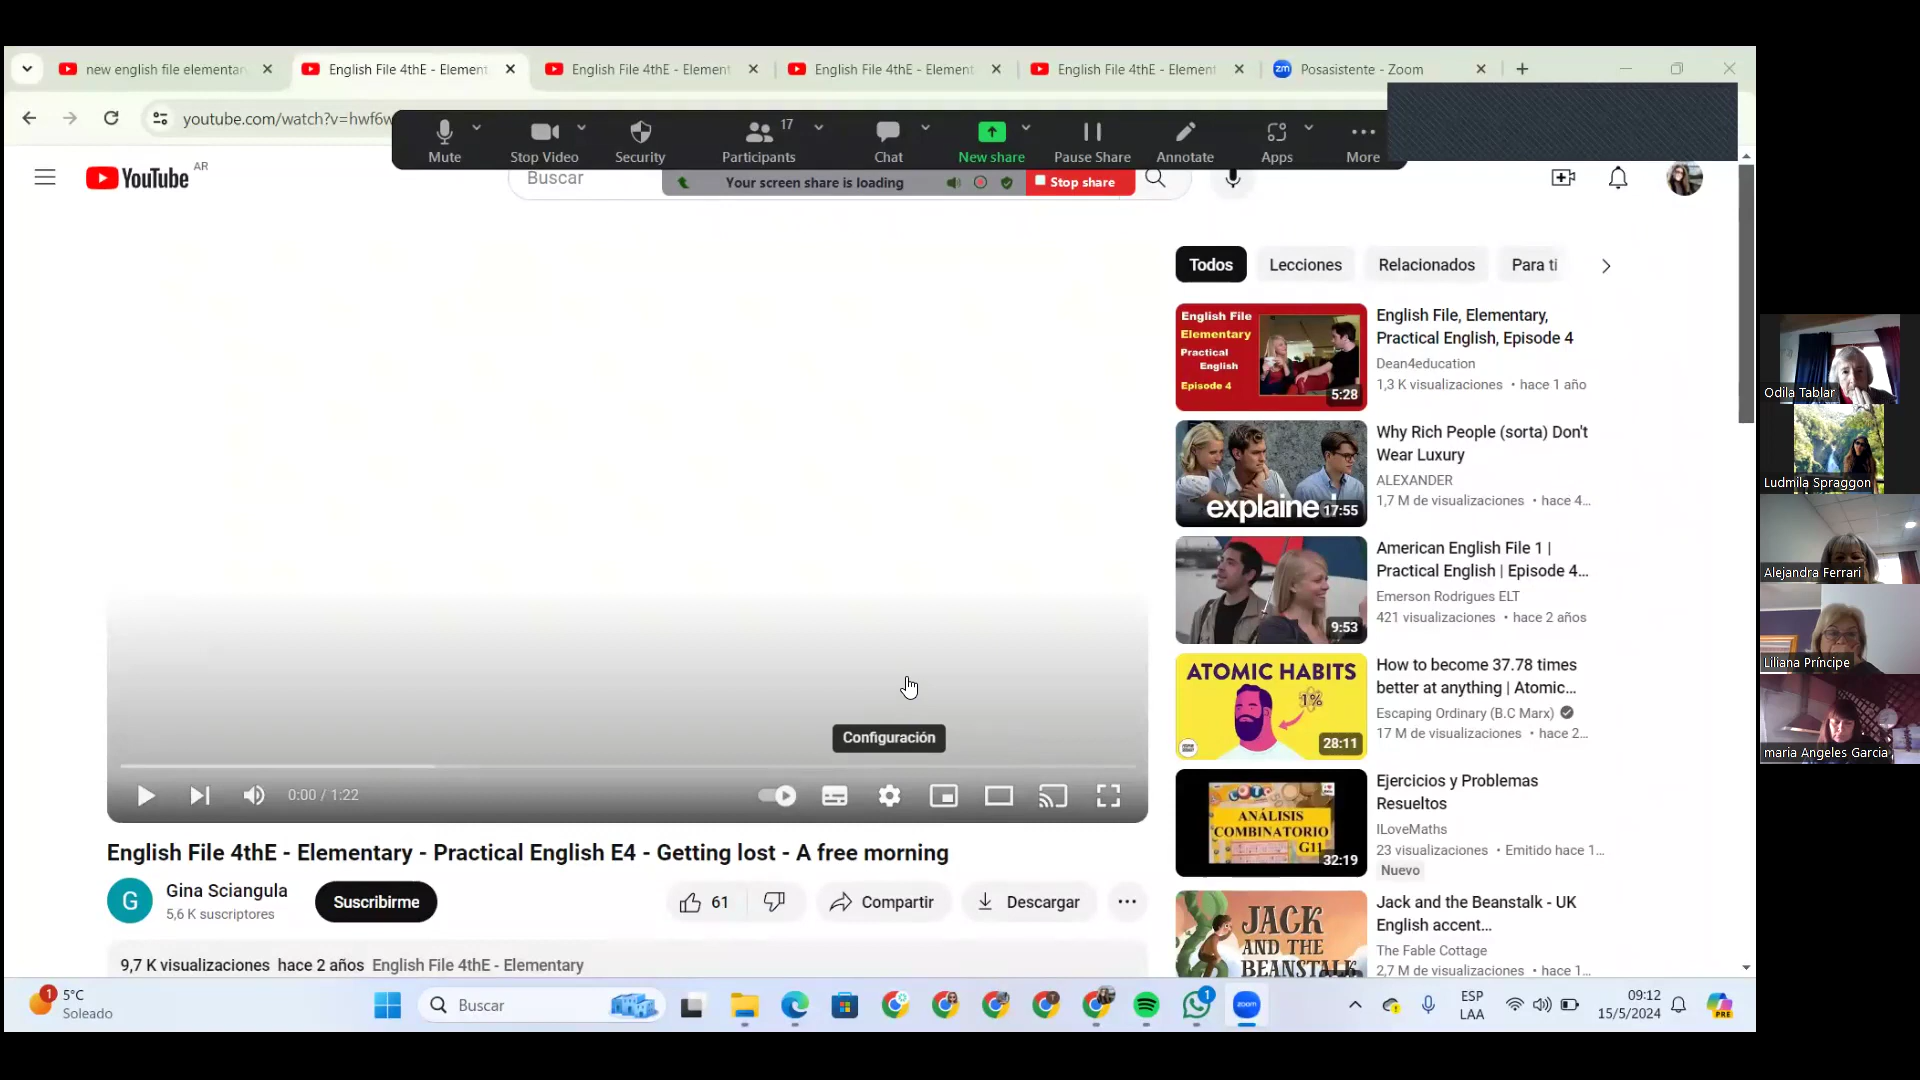 new english file elementar
English File 4thE - Element
English File 4thE - Element
English File 4thE - Element
English File 4thE - Element
zm
Posasistente - Zoom
youtube.com/watch?v=hwf6w
17
Mute
Stop Video
Security
Participants
Chat
New share
Pause Share
Annotate
Apps
More
YouTube
AR
Buscar
Your screen share is loading
Stop share
Todos
Lecciones
Relacionados
Para ti
English File
Elementary
Practical
English
Episode 4
5:28
English File, Elementary,
Practical English, Episode 4
Dean4education
1,3 K visualizaciones • hace 1 año
explaine
17:55
Why Rich People (sorta) Don't
Wear Luxury
ALEXANDER
1,7 M de visualizaciones • hace 4...
9:53
American English File 1 |
Practical English | Episode 4...
Emerson Rodrigues ELT
421 visualizaciones • hace 2 años
ATOMIC HABITS
1%
28:11
How to become 37.78 times
better at anything | Atomic...
Escaping Ordinary (B.C Marx)
17 M de visualizaciones • hace 2...
ANÁLISIS
COMBINATORIO
G11
32:19
Ejercicios y Problemas
Resueltos
ILoveMaths
23 visualizaciones • Emitido hace 1...
Nuevo
JACK
AND THE
BEANSTALK
Jack and the Beanstalk - UK
English accent...
The Fable Cottage
2,7 M de visualizaciones • hace 1...
Configuración
0:00 / 1:22
English File 4thE - Elementary - Practical English E4 - Getting lost - A free morning
G
Gina Sciangula
5,6 K suscriptores
Suscribirme
61
Compartir
Descargar
9,7 K visualizaciones hace 2 años English File 4thE - Elementary
Odila Tablar
Ludmila Spraggon
Alejandra Ferrari
Liliana Príncipe
maria Angeles Garcia
1
5°C
Soleado
Buscar
1
zoom
ESP
LAA
09:12
15/5/2024
PRE